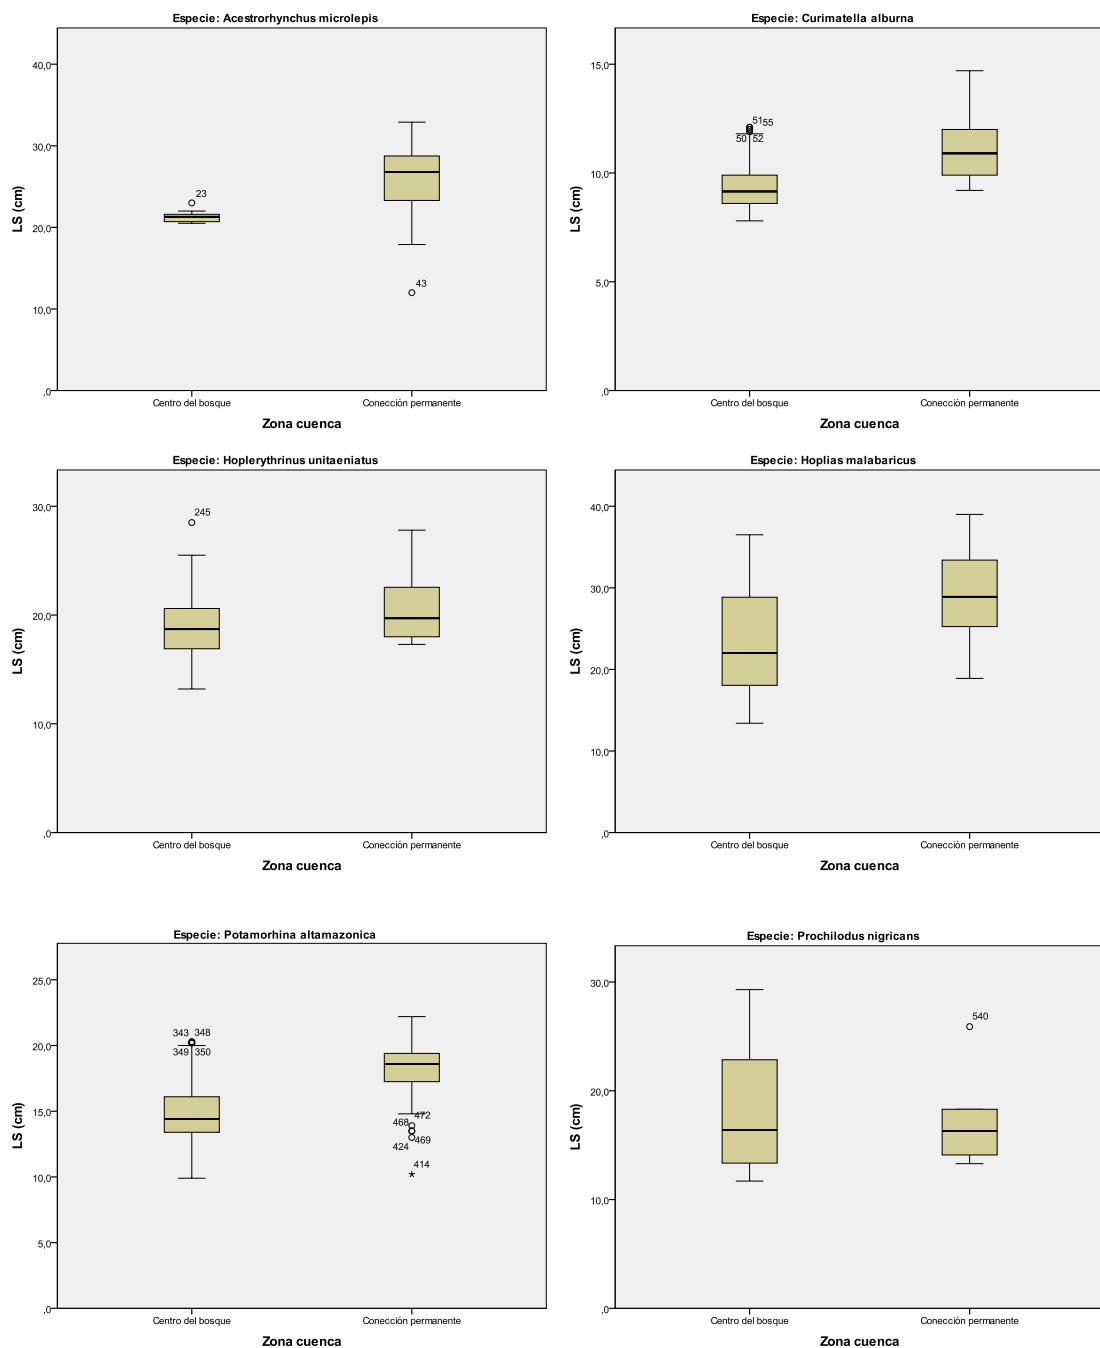 Especie: Acestrorhynchus microlepis
40,0
30,0
20,0
10,0
,0
LS (cm)
23
43
Centro del bosque
Conección permanente
Zona cuenca
Especie: Curimatella alburna
15,0
10,0
5,0
,0
LS (cm)
51 55
50 52
Centro del bosque
Conección permanente
Zona cuenca
Especie: Hoplerythrinus unitaeniatus
30,0
20,0
10,0
,0
LS (cm)
245
Centro del bosque
Conección permanente
Zona cuenca
Especie: Hoplias malabaricus
40,0
30,0
20,0
10,0
,0
LS (cm)
Centro del bosque
Conección permanente
Zona cuenca
Especie: Potamorhina altamazonica
25,0
20,0
15,0
10,0
5,0
,0
LS (cm)
343 348
349 350
472
468
469
424
414
Centro del bosque
Conección permanente
Zona cuenca
Especie: Prochilodus nigricans
30,0
20,0
10,0
,0
LS (cm)
540
Centro del bosque
Conección permanente
Zona cuenca